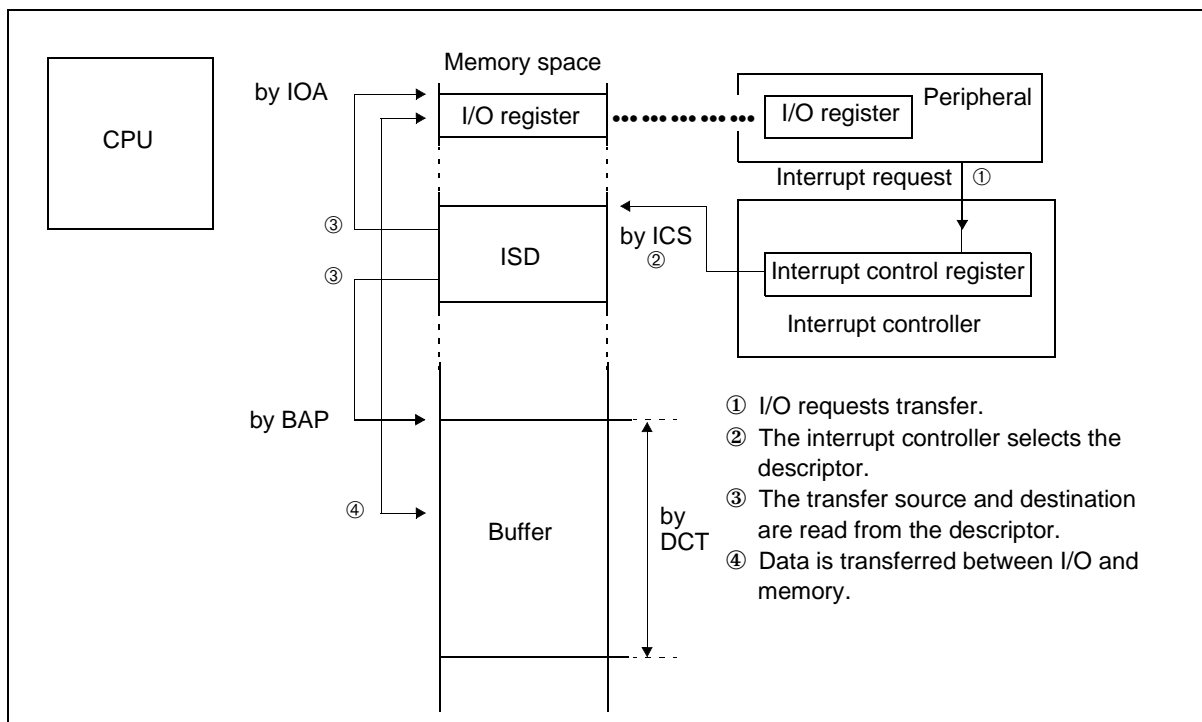 Memory space
by IOA
I/O register
I/O register
Peripheral
CPU
Interrupt request ①
③
by ICS
②
ISD
③
Interrupt control register
Interrupt controller
by BAP
④
Buffer
by
DCT
① I/O requests transfer.
② The interrupt controller selects the
descriptor.
③ The transfer source and destination
are read from the descriptor.
④ Data is transferred between I/O and
memory.